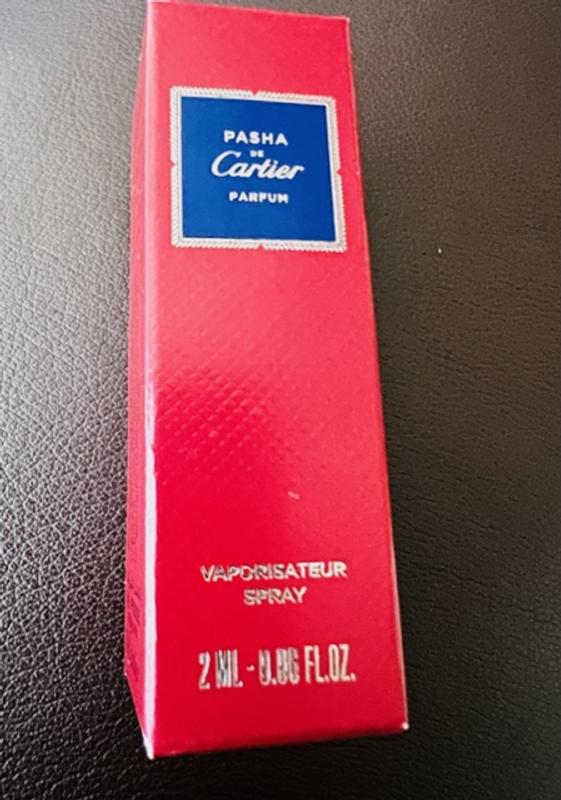 PASHA
DE
Cartier
PARFUM
VAPORISATEUR
SPRAY
2 ML - 0.06 FL.OZ.